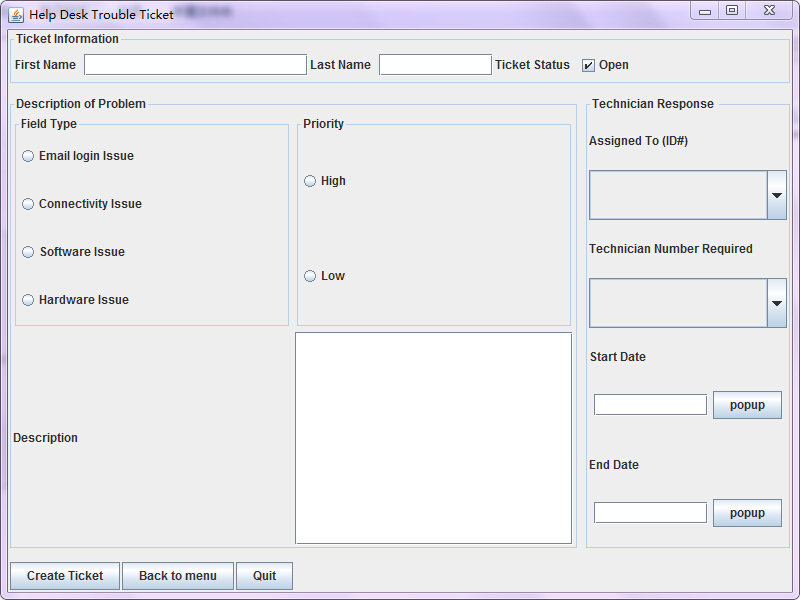 Help Desk Trouble Ticket
Ticket Information
First Name Last Name Ticket Status Open
Description of Problem
Field Type
Email login Issue
Connectivity Issue
Software Issue
Hardware Issue
Priority
High
Low
Description
Technician Response
Assigned To (ID#)
Technician Number Required
Start Date
popup
End Date
popup
Create Ticket Back to menu Quit